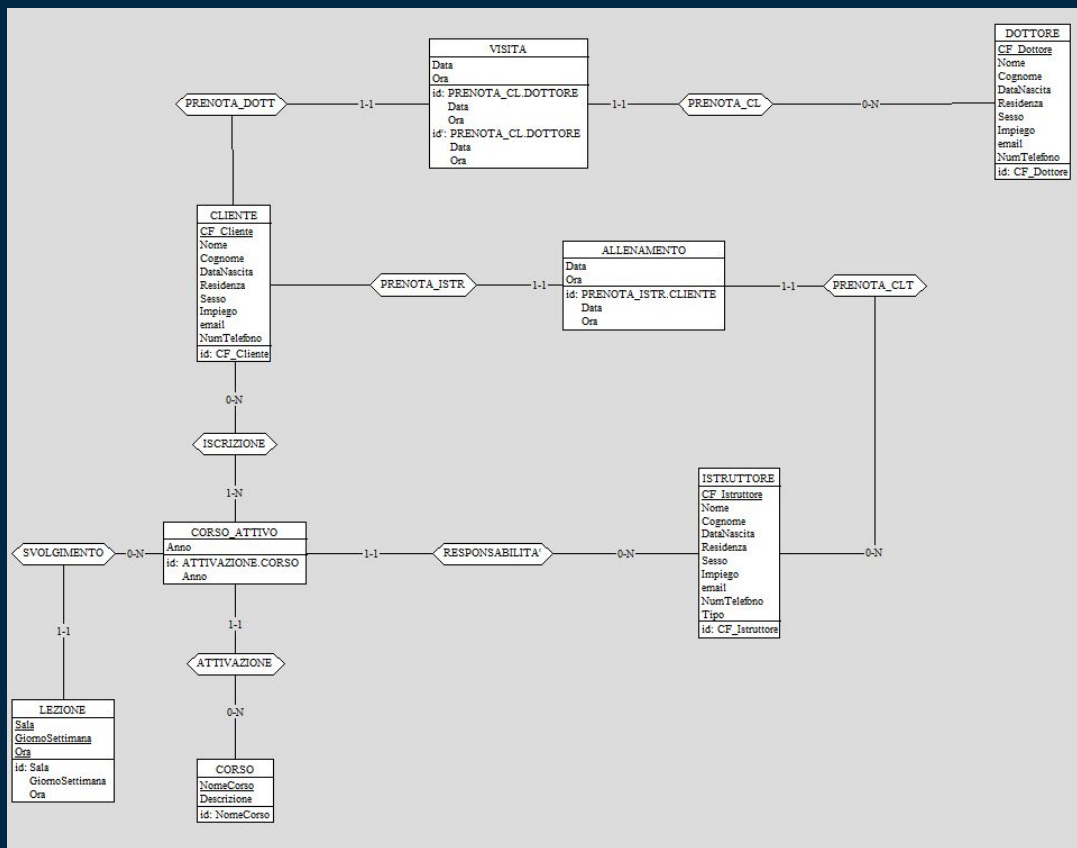 VISITA
Data
Ora
id: PRENOTA_CL.DOTTORE
Data
Ora
id': PRENOTA_CL.DOTTORE
Data
Ora
DOTTORE
CF_Dottore
Nome
Cognome
DataNascita
Residenza
Sesso
Impiego
email
NumTelefono
id: CF_Dottore
PRENOTA_DOTT
1-1
1-1
PRENOTA_CL
0-N
CLIENTE
CF_Cliente
Nome
Cognome
DataNascita
Residenza
Sesso
Impiego
email
NumTelefono
id: CF_Cliente
PRENOTA_ISTR
1-1
ALLENAMENTO
Data
Ora
id: PRENOTA_ISTR.CLIENTE
Data
Ora
1-1
PRENOTA_CLT
0-N
ISCRIZIONE
1-N
ISTRUTTORE
CF_Istruttore
Nome
Cognome
DataNascita
Residenza
Sesso
Impiego
email
NumTelefono
Tipo
id: CF_Istruttore
0-N
SVOLGIMENTO
0-N
CORSO_ATTIVO
Anno
id: ATTIVAZIONE.CORSO
Anno
1-1
RESPONSABILITA'
0-N
1-1
1-1
ATTIVAZIONE
0-N
LEZIONE
Sala
GiornoSettimana
Ora
id: Sala
GiornoSettimana
Ora
CORSO
NomeCorso
Descrizione
id: NomeCorso